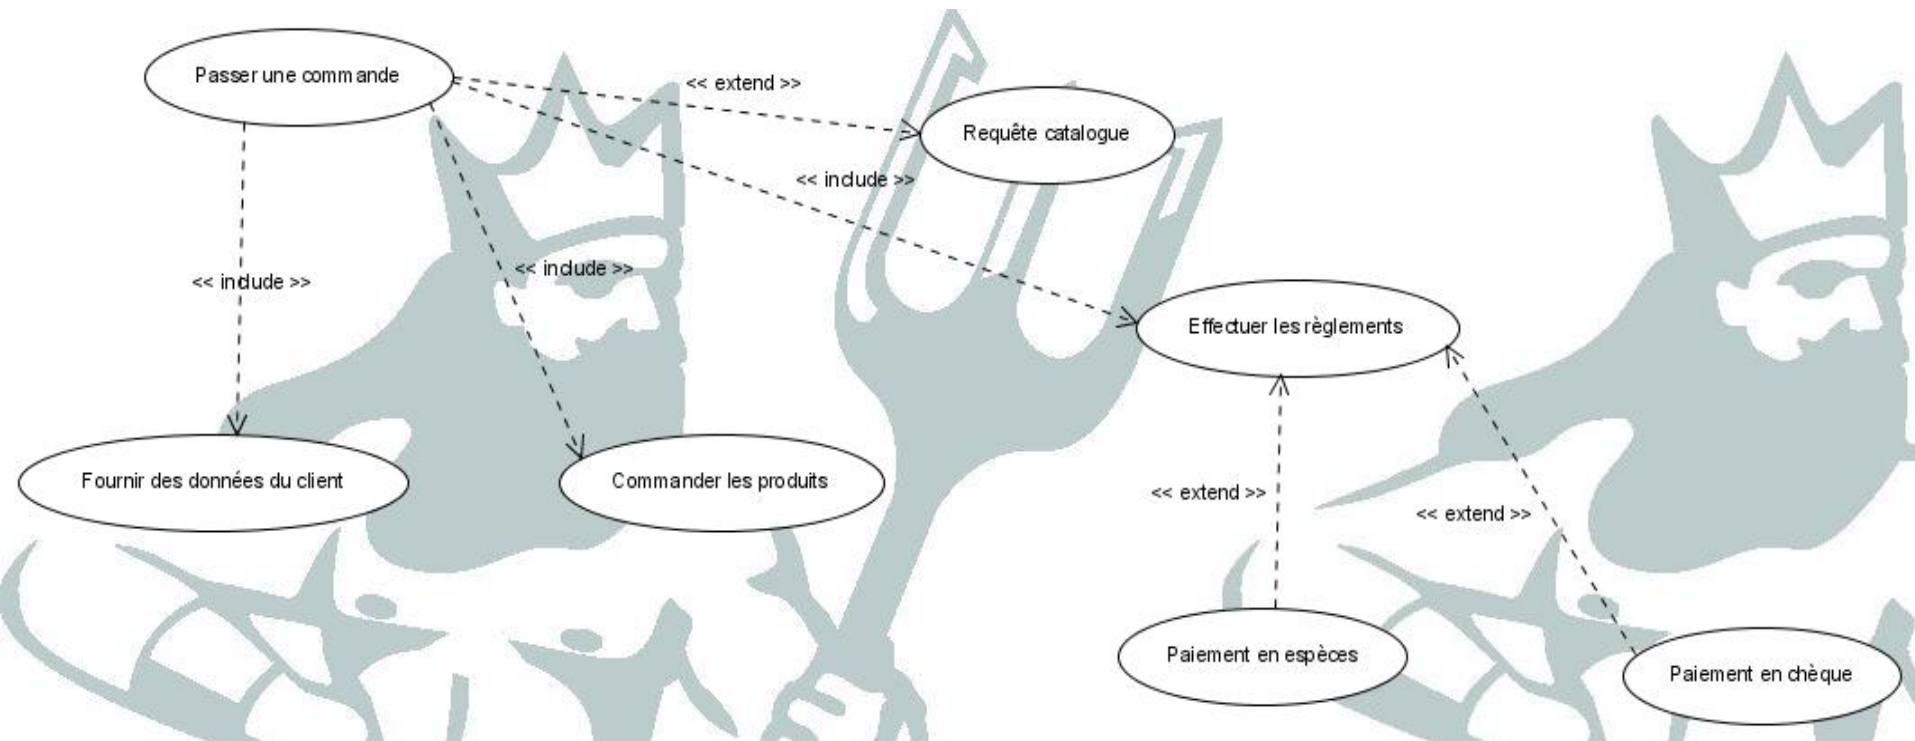 Passer une commande
<< extend >>
Requête catalogue
<< include >>
<< include >>
<< include >>
Effectuer les règlements
Fournir des données du client
Commander les produits
<< extend >>
<< extend >>
Paiement en espèces
Paiement en chèque